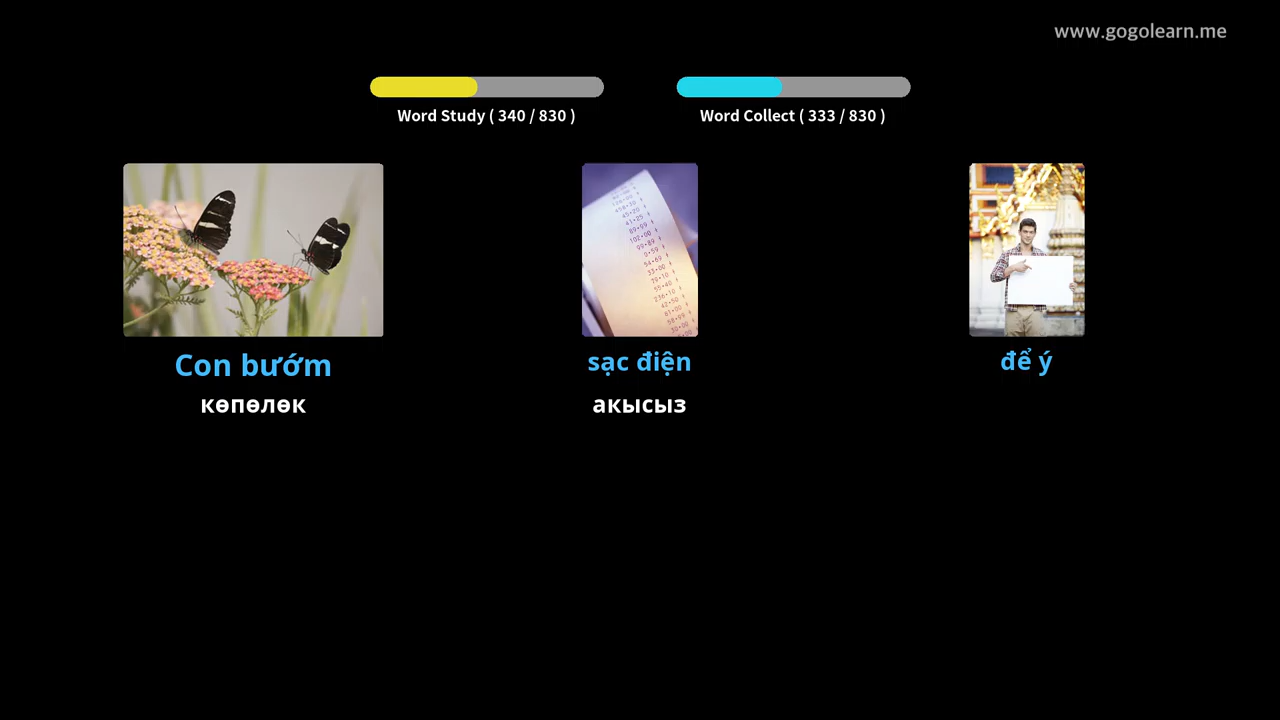 www.gogolearn.me
Word Study ( 340 / 830 )
Word Collect ( 333 / 830 )
Con bướm
көпөлөк
sạc điện
акысыз
để ý